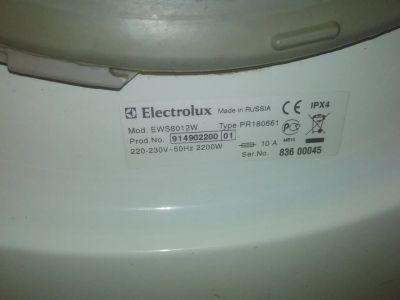 Electrolux Made in RUSSIA CE IPX4
Mod. EWS8012W Type PR180661
Prod.No. 914902200 01
220-230V~50Hz 2200W 10 A
Ser.No. 836 00045